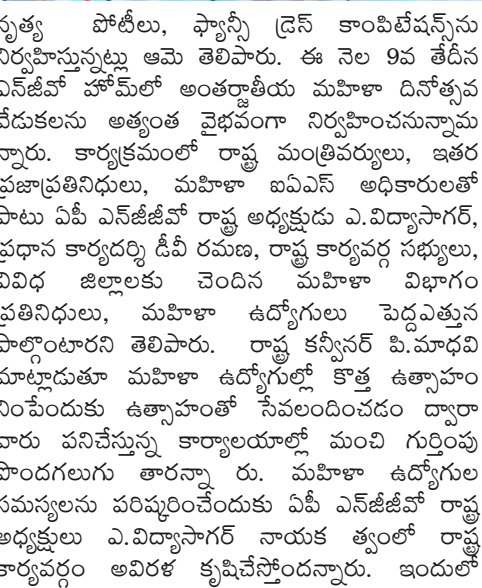 నృత్య పోటీలు, ఫ్యాన్సీ డ్రెస్ కాంపిటేషన్స్‌ను
నిర్వహిస్తున్నట్లు ఆమె తెలిపారు. ఈ నెల 9వ తేదీన
ఎన్‌జీవో హోమ్‌లో అంతర్జాతీయ మహిళా దినోత్సవ
వేడుకలను అత్యంత వైభవంగా నిర్వహించనున్నామ
న్నారు. కార్యక్రమంలో రాష్ట్ర మంత్రివర్యులు, ఇతర
ప్రజాప్రతినిధులు, మహిళా ఐఏఎస్ అధికారులతో
పాటు ఏపీ ఎన్‌జీజీవో రాష్ట్ర అధ్యక్షుడు ఎ.విద్యాసాగర్,
ప్రధాన కార్యదర్శి డీవీ రమణ, రాష్ట్ర కార్యవర్గ సభ్యులు,
వివిధ జిల్లాలకు చెందిన మహిళా విభాగం
ప్రతినిధులు, మహిళా ఉద్యోగులు పెద్దఎత్తున
పాల్గొంటారని తెలిపారు. రాష్ట్ర కన్వీనర్ పి.మాధవి
మాట్లాడుతూ మహిళా ఉద్యోగుల్లో కొత్త ఉత్సాహం
నింపేందుకు ఉత్సాహంతో సేవలందించడం ద్వారా
వారు పనిచేస్తున్న కార్యాలయాల్లో మంచి గుర్తింపు
పొందగలుగు తారన్నా రు. మహిళా ఉద్యోగుల
సమస్యలను పరిష్కరించేందుకు ఏపీ ఎన్‌జీజీవో రాష్ట్ర
అధ్యక్షులు ఎ.విద్యాసాగర్ నాయక త్వంలో రాష్ట్ర
కార్యవర్గం అవిరళ కృషిచేస్తోందన్నారు. ఇందులో